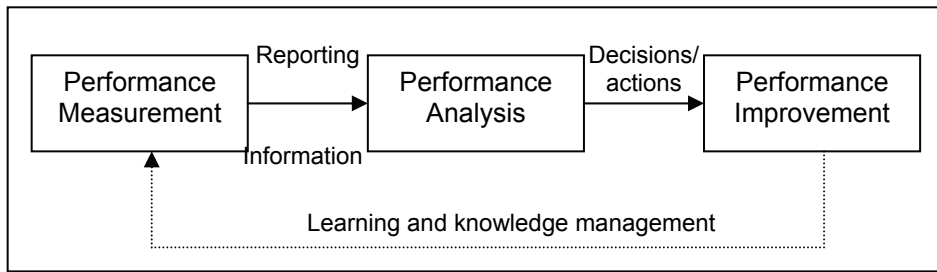 Reporting
Decisions/
actions
Performance
Measurement
Performance
Analysis
Performance
Improvement
Information
Learning and knowledge management